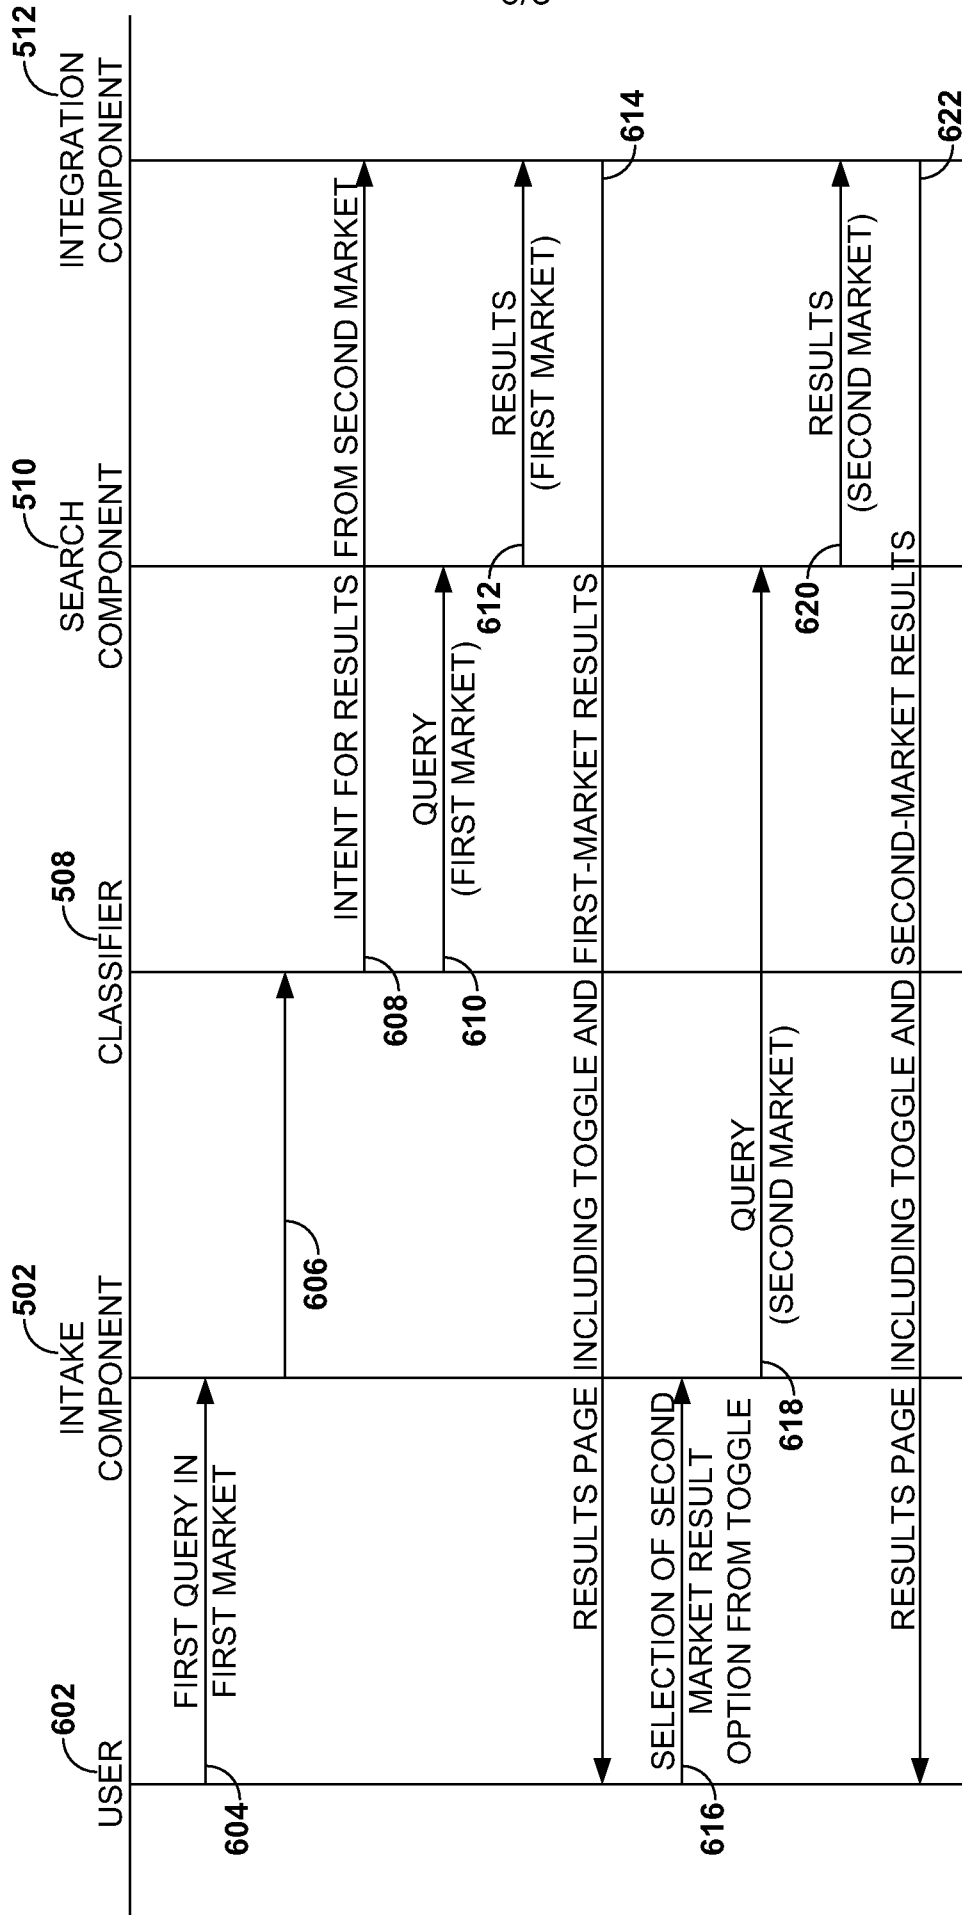 USER
602
INTAKE
COMPONENT
502
CLASSIFIER
508
SEARCH
COMPONENT
510
INTEGRATION
COMPONENT
512
FIRST QUERY IN
FIRST MARKET
604
606
INTENT FOR RESULTS FROM SECOND MARKET
608
QUERY
(FIRST MARKET)
610
RESULTS
(FIRST MARKET)
612
RESULTS PAGE INCLUDING TOGGLE AND FIRST-MARKET RESULTS
614
SELECTION OF SECOND
MARKET RESULT
OPTION FROM TOGGLE
616
QUERY
(SECOND MARKET)
618
RESULTS
(SECOND MARKET)
620
RESULTS PAGE INCLUDING TOGGLE AND SECOND-MARKET RESULTS
622